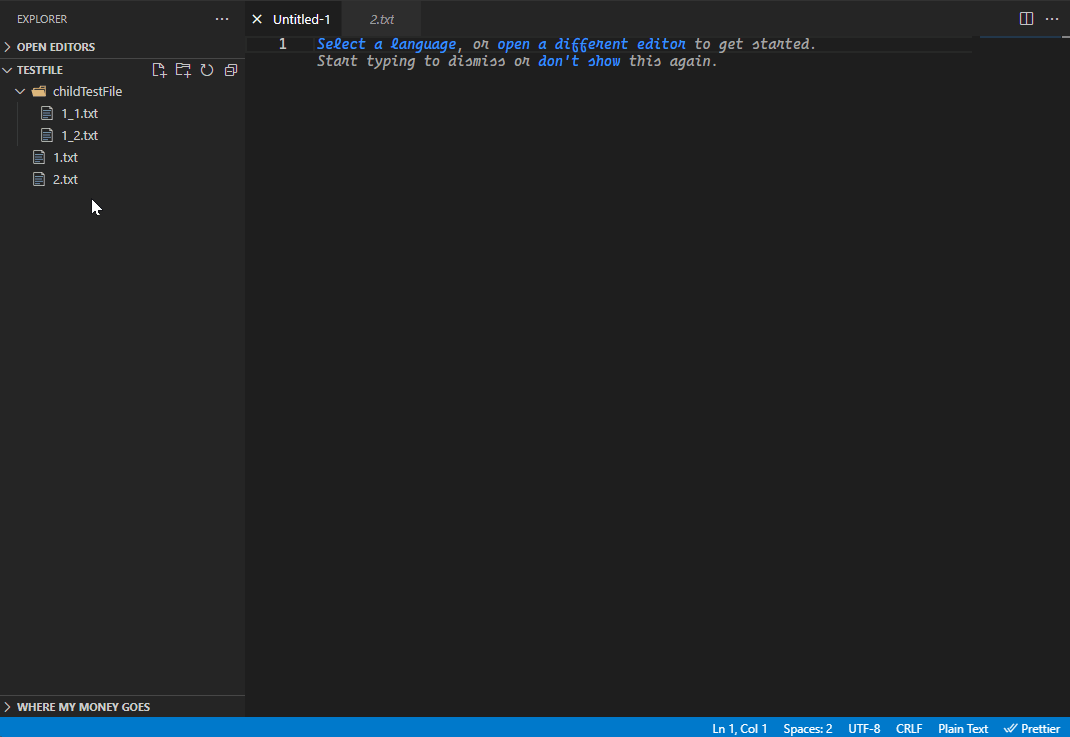 EXPLORER
OPEN EDITORS
TESTFILE
childTestFile
1_1.txt
1_2.txt
1.txt
2.txt
WHERE MY MONEY GOES
Untitled-1 2.txt
1 Select a language, or open a different editor to get started.
Start typing to dismiss or don't show this again.
Ln 1, Col 1 Spaces: 2 UTF-8 CRLF Plain Text Prettier